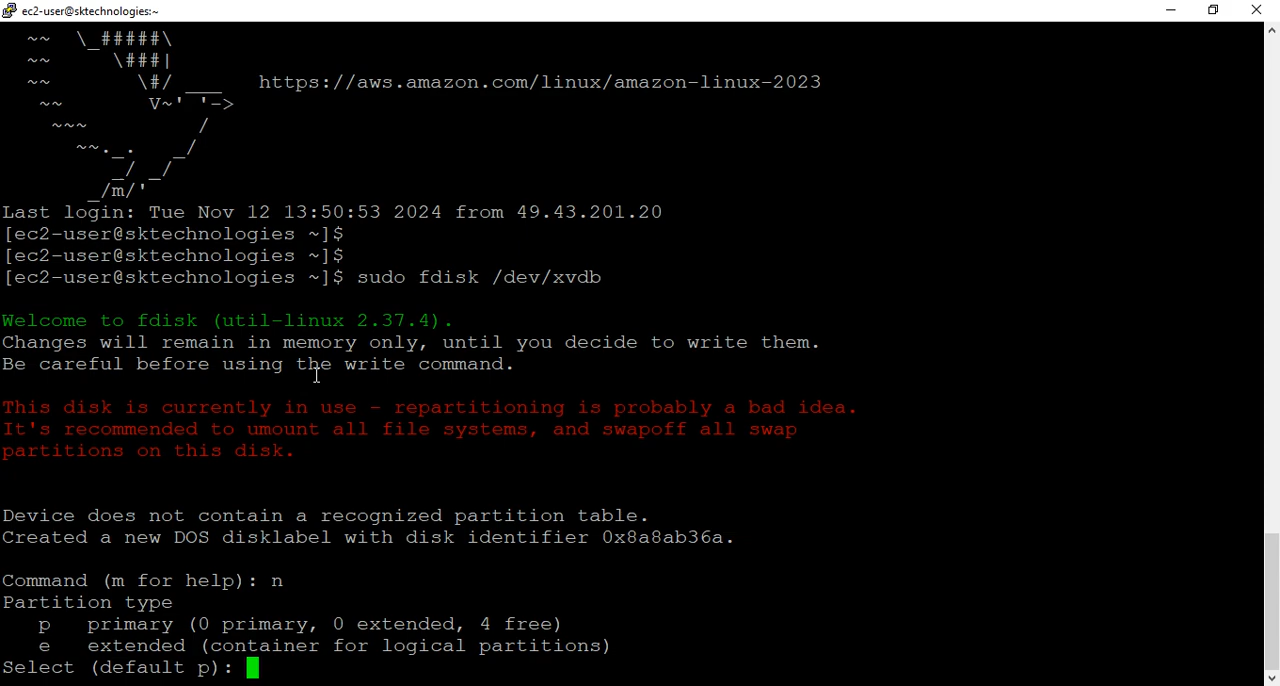 ec2-user@sktechnologies:~
~~  \_#####\
~~     \###|
~~       \#/ ___   https://aws.amazon.com/linux/amazon-linux-2023
~~       V~' '->
~~~         /
~~._.   _/
_/ _/
_/m/'
Last login: Tue Nov 12 13:50:53 2024 from 49.43.201.20
[ec2-user@sktechnologies ~]$
[ec2-user@sktechnologies ~]$
[ec2-user@sktechnologies ~]$ sudo fdisk /dev/xvdb
Welcome to fdisk (util-linux 2.37.4).
Changes will remain in memory only, until you decide to write them.
Be careful before using the write command.
This disk is currently in use - repartitioning is probably a bad idea.
It's recommended to umount all file systems, and swapoff all swap
partitions on this disk.
Device does not contain a recognized partition table.
Created a new DOS disklabel with disk identifier 0x8a8ab36a.
Command (m for help): n
Partition type
p   primary (0 primary, 0 extended, 4 free)
e   extended (container for logical partitions)
Select (default p):